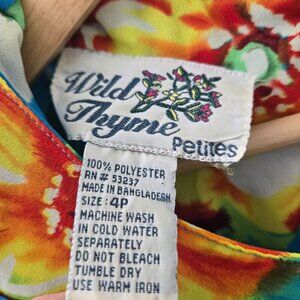 Wild
Thyme
Petites
100% POLYESTER
RN # 53237
MADE IN BANGLADESH
SIZE : 4P
MACHINE WASH
IN COLD WATER
SEPARATELY
DO NOT BLEACH
TUMBLE DRY
USE WARM IRON